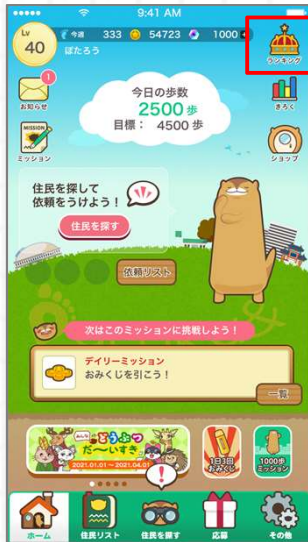 9:41 AM
Lv
40
今週 333 54723 1000
ぽたろう
ランキング
1
お知らせ
今日の歩数
2500 歩
目標： 4500 歩
きろく
MISSION
ミッション
ショップ
住民を探して
依頼をうけよう！
住民を探す
依頼リスト
次はこのミッションに挑戦しよう！
デイリーミッション
おみくじを引こう！
一覧
みんな どうぶつ
だ〜いすき
2021.01.01〜2021.04.01
1日1回
おみくじ
1000歩
ミッション
ホーム
住民リスト
住民を探す
応募
その他